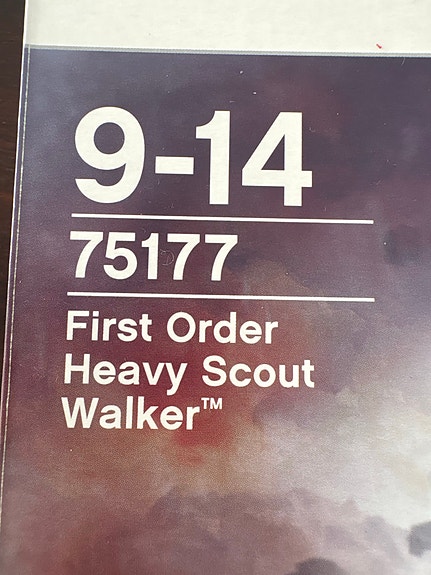 9-14
75177
First Order
Heavy Scout
Walker™